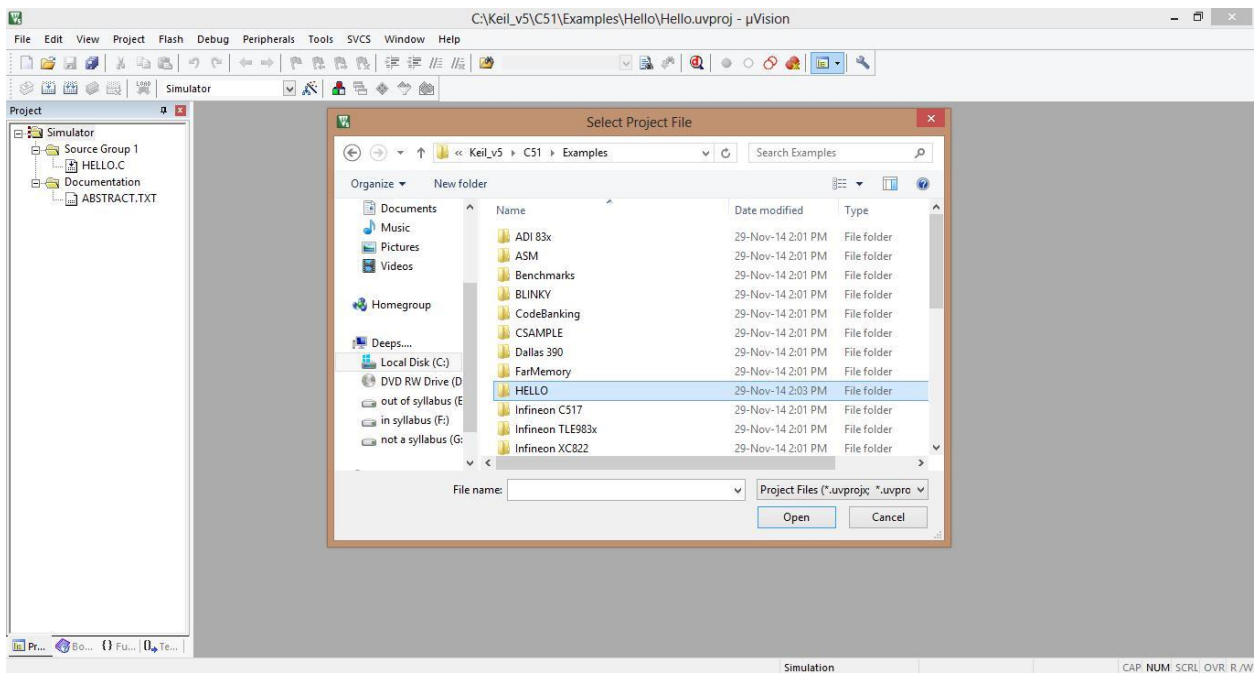 C:\Keil_v5\C51\Examples\Hello\Hello.uvproj - µVision
File Edit View Project Flash Debug Peripherals Tools SVCS Window Help
Simulator
Project
Simulator
Source Group 1
HELLO.C
Documentation
ABSTRACT.TXT
Select Project File
« Keil_v5 C51 Examples
Search Examples
Organize New folder
Documents
Music
Pictures
Videos
Homegroup
Deeps....
Local Disk (C:)
DVD RW Drive (D
out of syllabus (E
in syllabus (F:)
not a syllabus (G:
Name Date modified Type
ADI 83x 29-Nov-14 2:01 PM File folder
ASM 29-Nov-14 2:01 PM File folder
Benchmarks 29-Nov-14 2:01 PM File folder
BLINKY 29-Nov-14 2:01 PM File folder
CodeBanking 29-Nov-14 2:01 PM File folder
CSAMPLE 29-Nov-14 2:01 PM File folder
Dallas 390 29-Nov-14 2:01 PM File folder
FarMemory 29-Nov-14 2:01 PM File folder
HELLO 29-Nov-14 2:03 PM File folder
Infineon C517 29-Nov-14 2:01 PM File folder
Infineon TLE983x 29-Nov-14 2:01 PM File folder
Infineon XC822 29-Nov-14 2:01 PM File folder
File name: Project Files (*.uvprojx; *.uvpro
Open Cancel
Pr... Bo... {} Fu... 0 Te...
Simulation CAP NUM SCRL OVR R/W